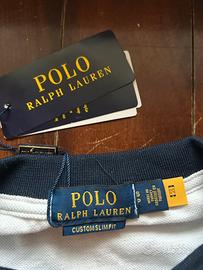 POLO
RALPH LAUREN
POLO
RALPH LAUREN
CUSTOM SLIM FIT